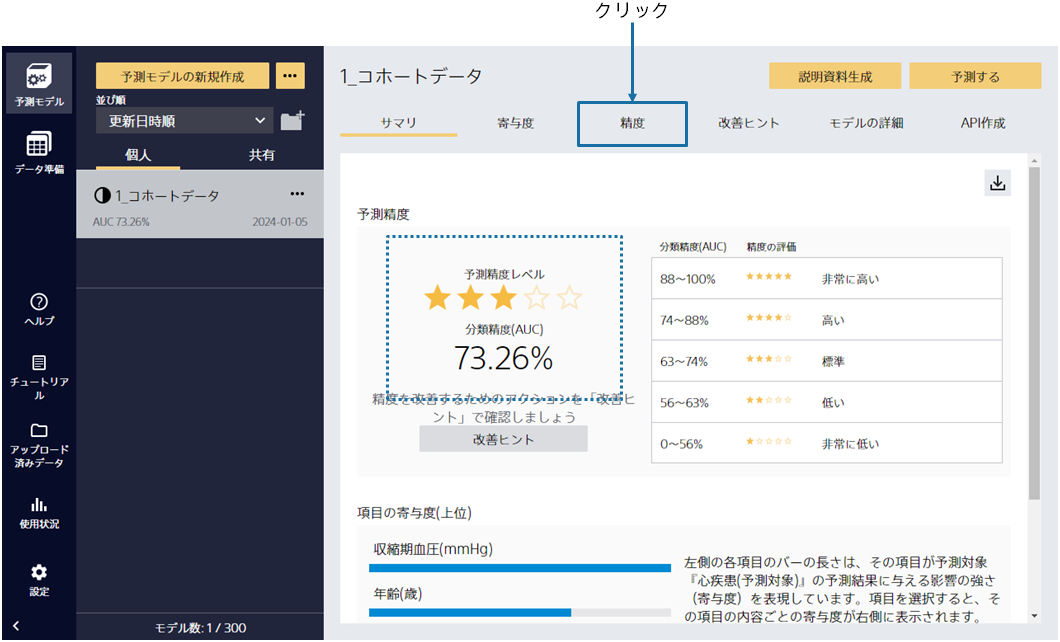 クリック
予測モデル
データ準備
ヘルプ
チュートリア
ル
アップロード
済みデータ
使用状況
設定
予測モデルの新規作成
並び順
更新日時順
個人
共有
1_コホートデータ
AUC 73.26%
2024-01-05
モデル数: 1 / 300
1_コホートデータ
説明資料生成
予測する
サマリ
寄与度
精度
改善ヒント
モデルの詳細
API作成
予測精度
予測精度レベル
分類精度(AUC)
73.26%
精度を改善するためのアクションを「改善ヒ
ント」で確認しましょう
改善ヒント
分類精度(AUC) 精度の評価
88～100% ★★★★★ 非常に高い
74～88% ★★★★☆ 高い
63～74% ★★★☆☆ 標準
56～63% ★★☆☆☆ 低い
0～56% ★☆☆☆☆ 非常に低い
項目の寄与度(上位)
収縮期血圧(mmHg)
年齢(歳)
左側の各項目のバーの長さは、その項目が予測対象
『心疾患(予測対象)』の予測結果に与える影響の強さ
（寄与度）を表現しています。項目を選択すると、そ
の項目の内容ごとの寄与度が右側に表示されます。